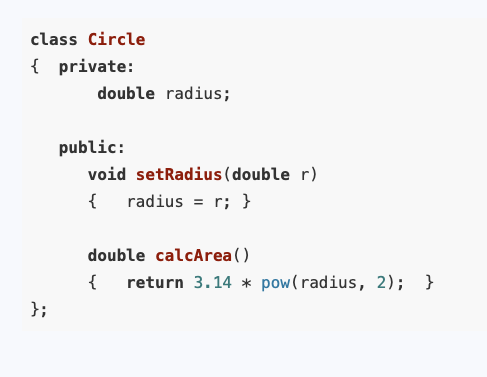 class Circle
{  private:
       double radius;

   public:
      void setRadius(double r)
      {   radius = r; }

      double calcArea()
      {   return 3.14 * pow(radius, 2);  }
};